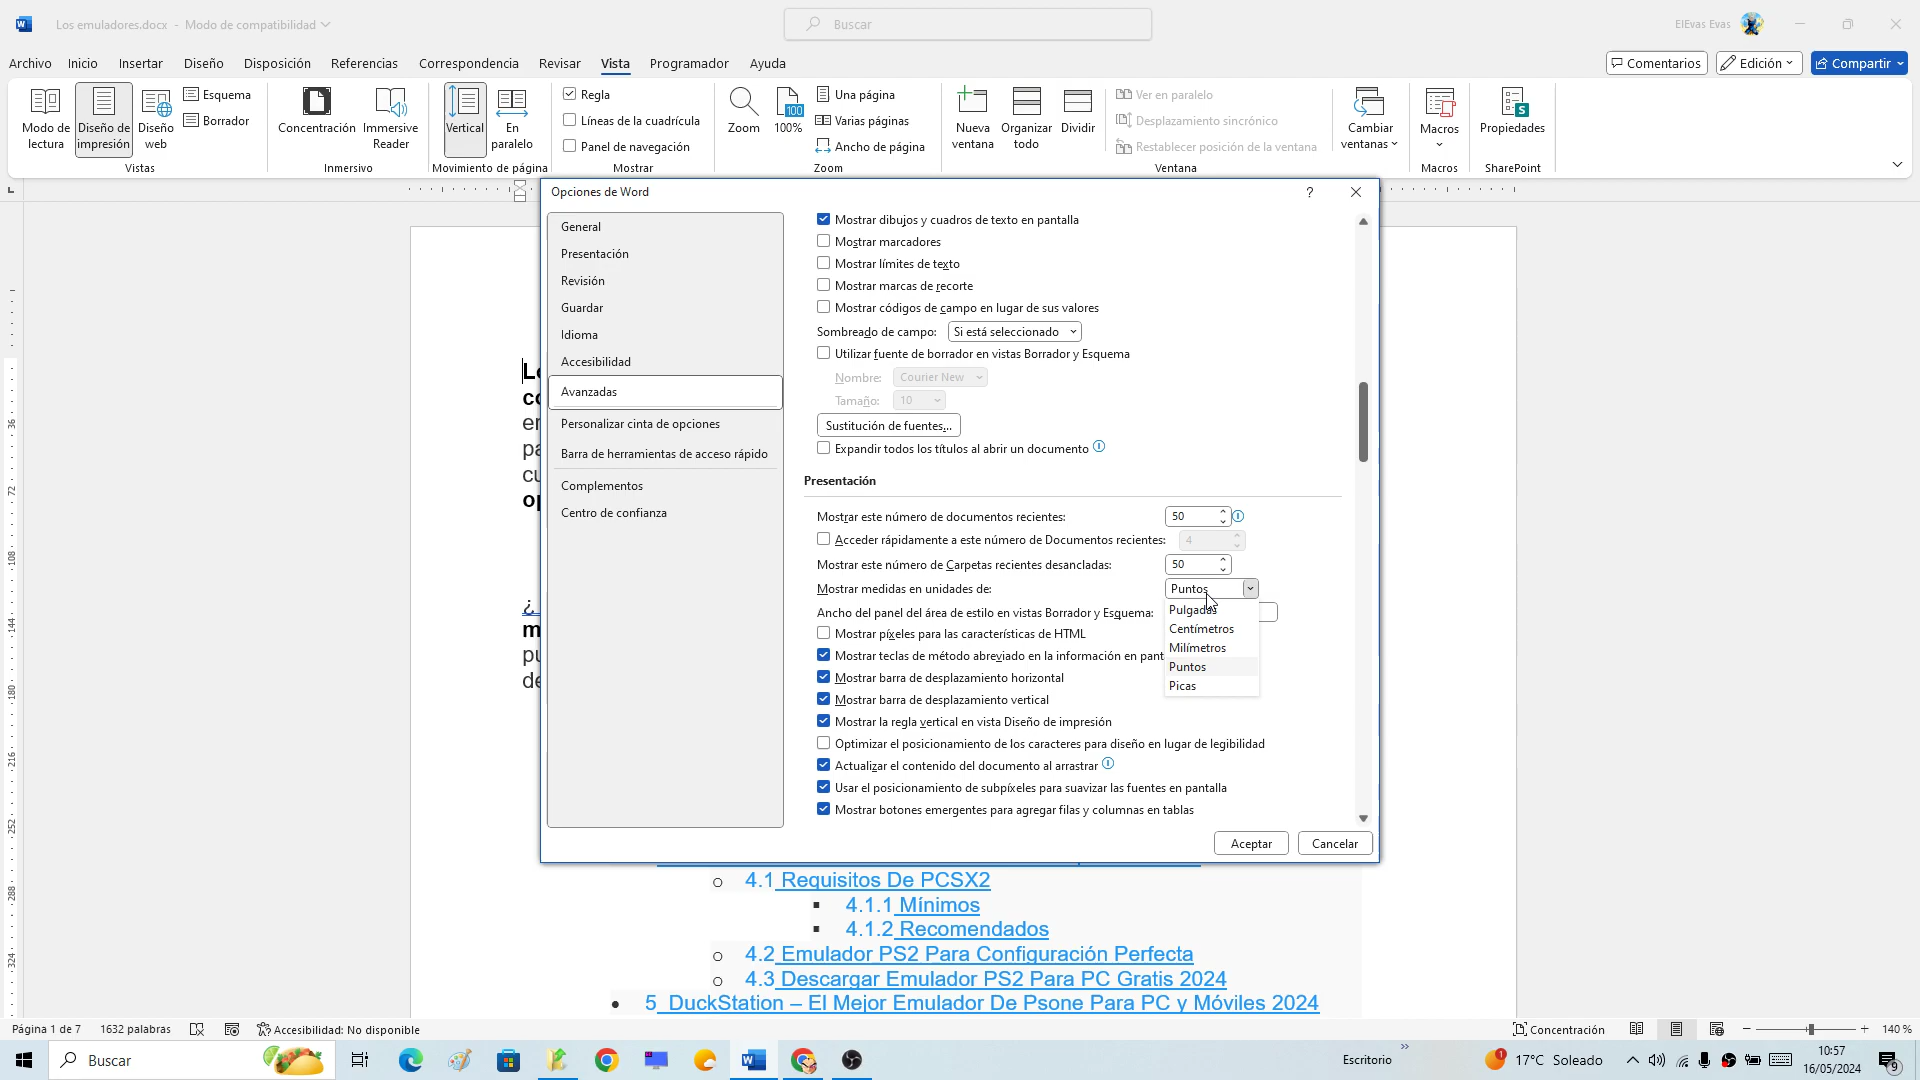 Los emuladores.docx - Modo de compatibilidad
Buscar
ElEvas Evas
Archivo Inicio Insertar Diseño Disposición Referencias Correspondencia Revisar Vista Programador Ayuda
Comentarios Edición Compartir
Modo de lectura
Diseño de impresión
Diseño web
Esquema
Borrador
Vistas
Concentración
Immersive Reader
Inmersivo
Vertical
En paralelo
Movimiento de página
Regla
Líneas de la cuadrícula
Panel de navegación
Mostrar
Zoom
100
100%
Una página
Varias páginas
Ancho de página
Zoom
Nueva ventana
Organizar todo
Dividir
Ver en paralelo
Desplazamiento sincrónico
Restablecer posición de la ventana
Ventana
Cambiar ventanas
Macros
Macros
Propiedades
SharePoint
Opciones de Word
?
General
Presentación
Revisión
Guardar
Idioma
Accesibilidad
Avanzadas
Personalizar cinta de opciones
Barra de herramientas de acceso rápido
Complementos
Centro de confianza
Mostrar dibujos y cuadros de texto en pantalla
Mostrar marcadores
Mostrar límites de texto
Mostrar marcas de recorte
Mostrar códigos de campo en lugar de sus valores
Sombreado de campo: Si está seleccionado
Utilizar fuente de borrador en vistas Borrador y Esquema
Nombre: Courier New
Tamaño: 10
Sustitución de fuentes...
Expandir todos los títulos al abrir un documento
Presentación
Mostrar este número de documentos recientes: 50
Acceder rápidamente a este número de Documentos recientes: 4
Mostrar este número de Carpetas recientes desancladas: 50
Mostrar medidas en unidades de: Puntos
Pulgadas
Centímetros
Milímetros
Puntos
Picas
Ancho del panel del área de estilo en vistas Borrador y Esquema:
Mostrar píxeles para las características de HTML
Mostrar teclas de método abreviado en la información en pant
Mostrar barra de desplazamiento horizontal
Mostrar barra de desplazamiento vertical
Mostrar la regla vertical en vista Diseño de impresión
Optimizar el posicionamiento de los caracteres para diseño en lugar de legibilidad
Actualizar el contenido del documento al arrastrar
Usar el posicionamiento de subpíxeles para suavizar las fuentes en pantalla
Mostrar botones emergentes para agregar filas y columnas en tablas
Aceptar Cancelar
36
72
108
144
180
216
252
288
324
co
op
¿
4.1 Requisitos De PCSX2
4.1.1 Mínimos
4.1.2 Recomendados
4.2 Emulador PS2 Para Configuración Perfecta
4.3 Descargar Emulador PS2 Para PC Gratis 2024
5 DuckStation – El Mejor Emulador De Psone Para PC y Móviles 2024
Página 1 de 7 1632 palabras Accesibilidad: No disponible
Concentración
140 %
Buscar
Escritorio
1
17°C Soleado
10:57
16/05/2024
9